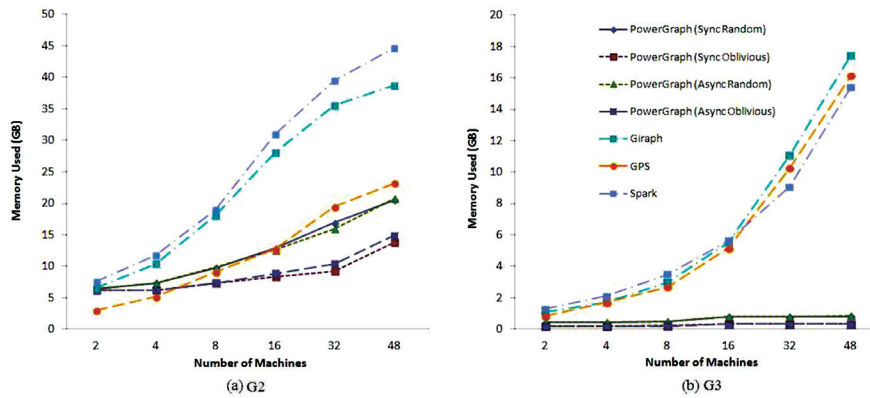 50
45
40
35
30
25
20
15
10
5
0
Memory Used (GB)
2 4 8 16 32 48
Number of Machines
(a) G2
20
18
16
14
12
10
8
6
4
2
0
Memory Used (GB)
PowerGraph (Sync Random)
PowerGraph (Sync Oblivious)
PowerGraph (Async Random)
PowerGraph (Async Oblivious)
Giraph
GPS
Spark
2 4 8 16 32 48
Number of Machines
(b) G3